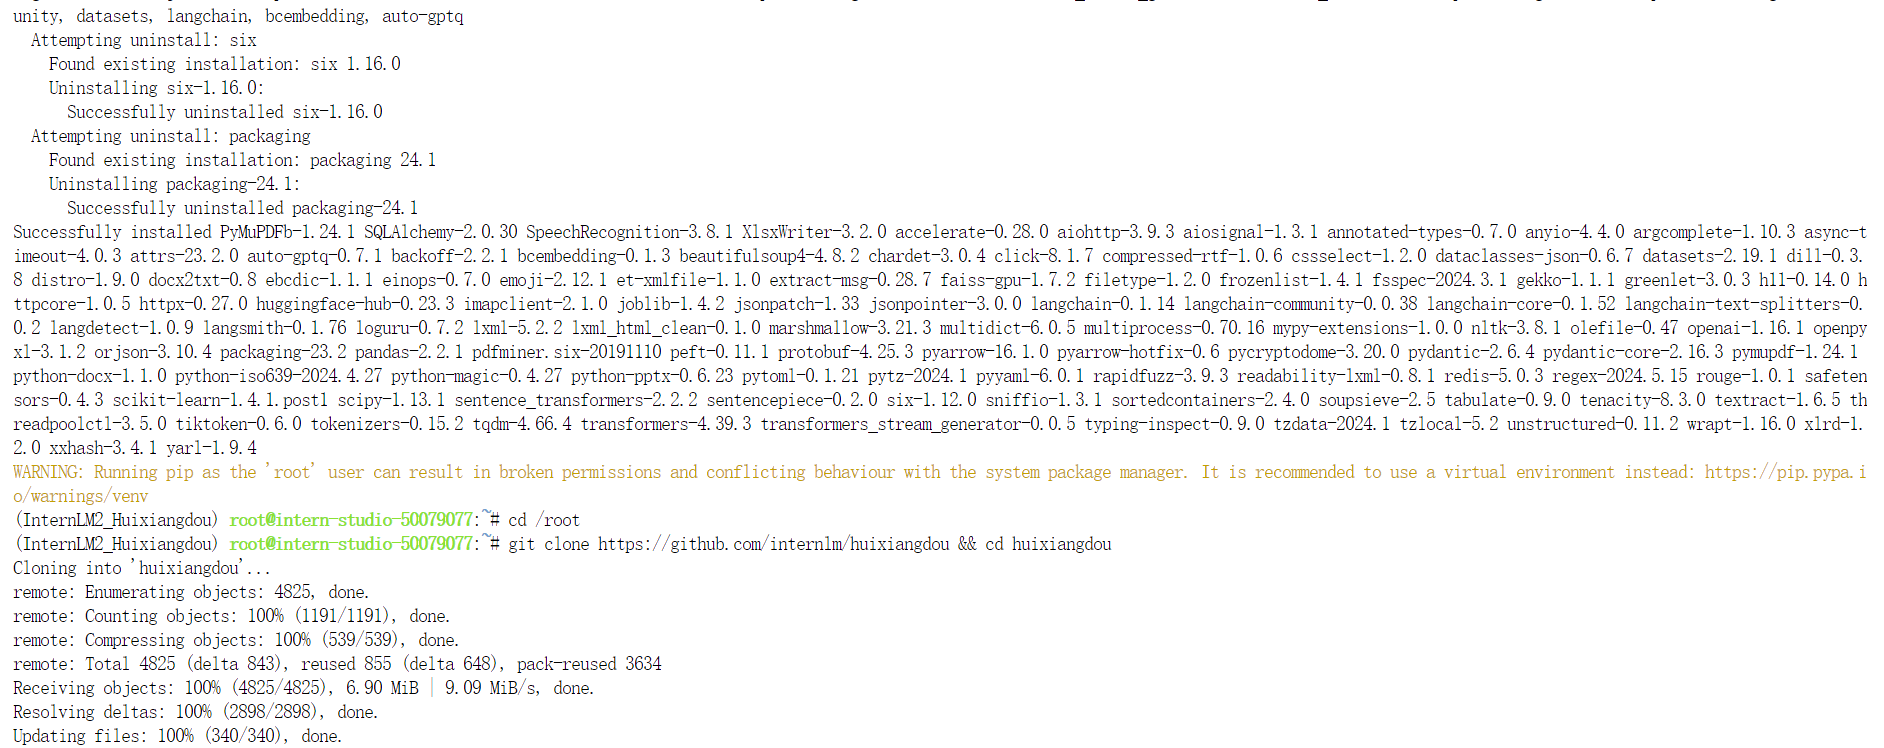 unity, datasets, langchain, bcembedding, auto-gptq
  Attempting uninstall: six
    Found existing installation: six 1.16.0
    Uninstalling six-1.16.0:
      Successfully uninstalled six-1.16.0
  Attempting uninstall: packaging
    Found existing installation: packaging 24.1
    Uninstalling packaging-24.1:
      Successfully uninstalled packaging-24.1
Successfully installed PyMuPDFb-1.24.1 SQLAlchemy-2.0.30 SpeechRecognition-3.8.1 XlsxWriter-3.2.0 accelerate-0.28.0 aiohttp-3.9.3 aiosignal-1.3.1 annotated-types-0.7.0 anyio-4.4.0 argcomplete-1.10.3 async-t
imeout-4.0.3 attrs-23.2.0 auto-gptq-0.7.1 backoff-2.2.1 bcembedding-0.1.3 beautifulsoup4-4.8.2 chardet-3.0.4 click-8.1.7 compressed-rtf-1.0.6 cssselect-1.2.0 dataclasses-json-0.6.7 datasets-2.19.1 dill-0.3.
8 distro-1.9.0 docx2txt-0.8 ebcdic-1.1.1 einops-0.7.0 emoji-2.12.1 et-xmlfile-1.1.0 extract-msg-0.28.7 faiss-gpu-1.7.2 filetype-1.2.0 frozenlist-1.4.1 fsspec-2024.3.1 gekko-1.1.1 greenlet-3.0.3 h11-0.14.0 h
ttpcore-1.0.5 httpx-0.27.0 huggingface-hub-0.23.3 imapclient-2.1.0 joblib-1.4.2 jsonpatch-1.33 jsonpointer-3.0.0 langchain-0.1.14 langchain-community-0.0.38 langchain-core-0.1.52 langchain-text-splitters-0.
0.2 langdetect-1.0.9 langsmith-0.1.76 loguru-0.7.2 lxml-5.2.2 lxml_html_clean-0.1.0 marshmallow-3.21.3 multidict-6.0.5 multiprocess-0.70.16 mypy-extensions-1.0.0 nltk-3.8.1 olefile-0.47 openai-1.16.1 openpy
xl-3.1.2 orjson-3.10.4 packaging-23.2 pandas-2.2.1 pdfminer.six-20191110 peft-0.11.1 protobuf-4.25.3 pyarrow-16.1.0 pyarrow-hotfix-0.6 pycryptodome-3.20.0 pydantic-2.6.4 pydantic-core-2.16.3 pymupdf-1.24.1
python-docx-1.1.0 python-iso639-2024.4.27 python-magic-0.4.27 python-pptx-0.6.23 pytoml-0.1.21 pytz-2024.1 pyyaml-6.0.1 rapidfuzz-3.9.3 readability-lxml-0.8.1 redis-5.0.3 regex-2024.5.15 rouge-1.0.1 safeten
sors-0.4.3 scikit-learn-1.4.1.post1 scipy-1.13.1 sentence_transformers-2.2.2 sentencepiece-0.2.0 six-1.12.0 sniffio-1.3.1 sortedcontainers-2.4.0 soupsieve-2.5 tabulate-0.9.0 tenacity-8.3.0 textract-1.6.5 th
readpoolctl-3.5.0 tiktoken-0.6.0 tokenizers-0.15.2 tqdm-4.66.4 transformers-4.39.3 transformers_stream_generator-0.0.5 typing-inspect-0.9.0 tzdata-2024.1 tzlocal-5.2 unstructured-0.11.2 wrapt-1.16.0 xlrd-1.
2.0 xxhash-3.4.1 yarl-1.9.4
WARNING: Running pip as the 'root' user can result in broken permissions and conflicting behaviour with the system package manager. It is recommended to use a virtual environment instead: https://pip.pypa.i
o/warnings/venv
(InternLM2_Huixiangdou) root@intern-studio-50079077:~# cd /root
(InternLM2_Huixiangdou) root@intern-studio-50079077:~# git clone https://github.com/internlm/huixiangdou && cd huixiangdou
Cloning into 'huixiangdou'...
remote: Enumerating objects: 4825, done.
remote: Counting objects: 100% (1191/1191), done.
remote: Compressing objects: 100% (539/539), done.
remote: Total 4825 (delta 843), reused 855 (delta 648), pack-reused 3634
Receiving objects: 100% (4825/4825), 6.90 MiB | 9.09 MiB/s, done.
Resolving deltas: 100% (2898/2898), done.
Updating files: 100% (340/340), done.